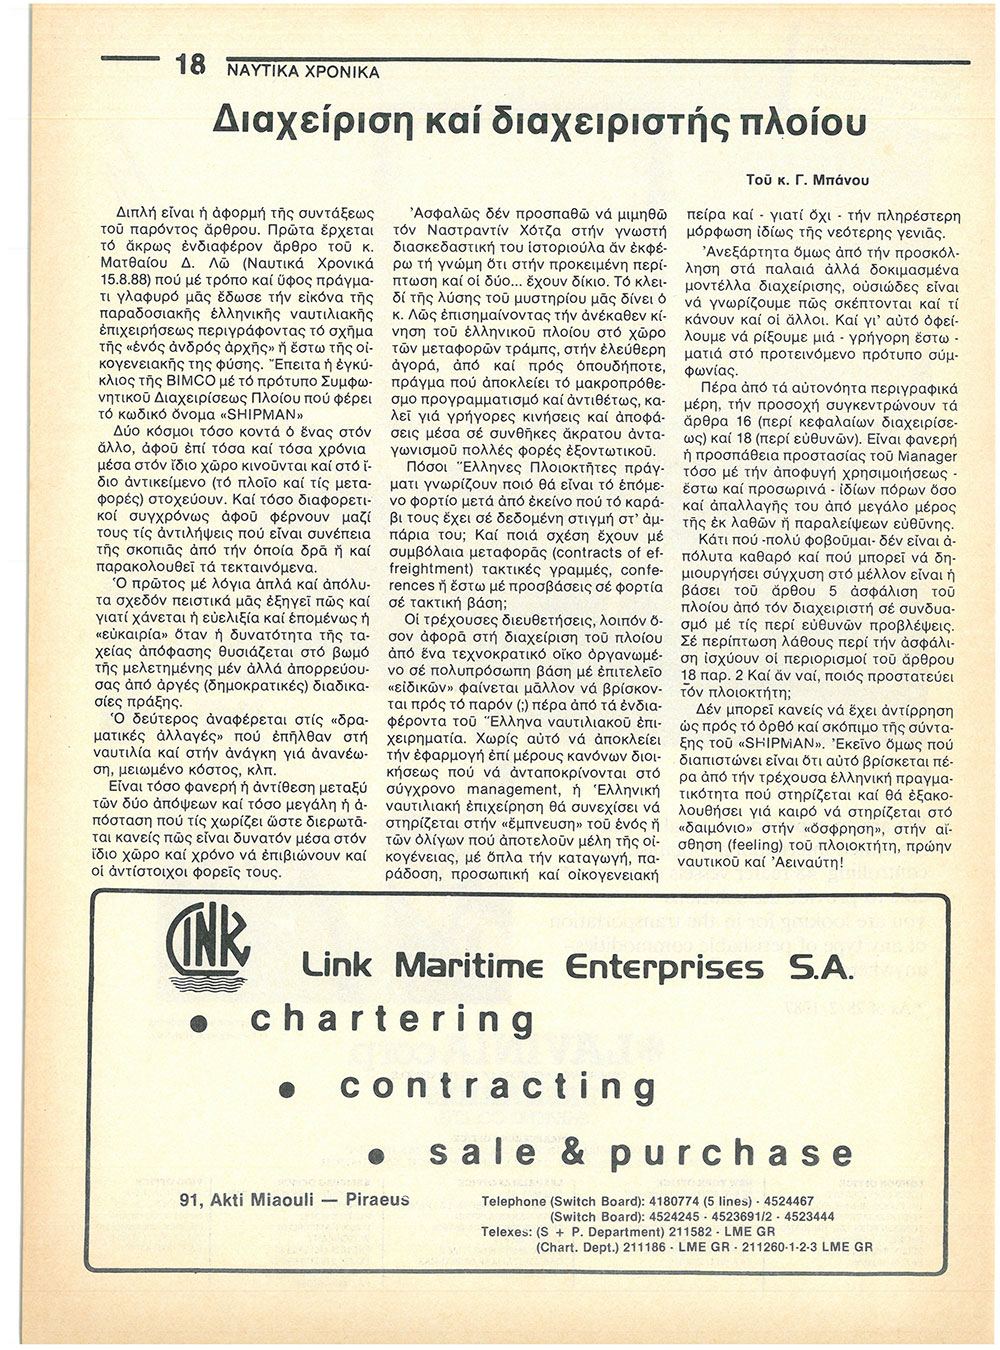 18 ΝΑΥΤΙΚΑ ΧΡΟΝΙΚΑ
Διαχείριση καί διαχειριστής πλοίου
Τοῦ κ. Γ. Μπάνου
Διπλή εἶναι ἡ ἀφορμή τῆς συντάξεως
τοῦ παρόντος ἄρθρου. Πρῶτα ἔρχεται
τό ἄκρως ἐνδιαφέρον ἄρθρο τοῦ κ.
Ματθαίου Δ. Λῶ (Ναυτικά Χρονικά
15.8.88) πού μέ τρόπο καί ὕφος πράγμα-
τι γλαφυρό μᾶς ἔδωσε τήν εἰκόνα τῆς
παραδοσιακῆς ἑλληνικῆς ναυτιλιακῆς
ἐπιχειρήσεως περιγράφοντας τό σχῆμα
τῆς «ἑνός ἀνδρός ἀρχῆς» ἤ ἔστω τῆς οἰ-
κογενειακῆς της φύσης. Ἔπειτα ἡ ἐγκύ-
κλιος τῆς BIMCO μέ τό πρότυπο Συμφω-
νητικοῦ Διαχειρίσεως Πλοίου πού φέρει
τό κωδικό ὄνομα «SHIPMAN»
Δύο κόσμοι τόσο κοντά ὁ ἕνας στόν
ἄλλο, ἀφοῦ ἐπί τόσα καί τόσα χρόνια
μέσα στόν ἴδιο χῶρο κινοῦνται καί στό ἴ-
διο ἀντικείμενο (τό πλοῖο καί τίς μετα-
φορές) στοχεύουν. Καί τόσο διαφορετι-
κοί συγχρόνως ἀφοῦ φέρνουν μαζί
τους τίς ἀντιλήψεις πού εἶναι συνέπεια
τῆς σκοπιᾶς ἀπό τήν ὁποία δρᾶ ἤ καί
παρακολουθεῖ τά τεκταινόμενα.
Ὁ πρῶτος μέ λόγια ἁπλά καί ἀπόλυ-
τα σχεδόν πειστικά μᾶς ἐξηγεῖ πῶς καί
γιατί χάνεται ἡ εὐελιξία καί ἑπομένως ἡ
«εὐκαιρία» ὅταν ἡ δυνατότητα τῆς τα-
χείας ἀπόφασης θυσιάζεται στό βωμό
τῆς μελετημένης μέν ἀλλά ἀπορρεύου-
σας ἀπό ἀργές (δημοκρατικές) διαδικα-
σίες πράξης.
Ὁ δεύτερος ἀναφέρεται στίς «δρα-
ματικές ἀλλαγές» πού ἐπῆλθαν στή
ναυτιλία καί στήν ἀνάγκη γιά ἀνανέω-
ση, μειωμένο κόστος, κλπ.
Εἶναι τόσο φανερή ἡ ἀντίθεση μεταξύ
τῶν δύο ἀπόψεων καί τόσο μεγάλη ἡ ἀ-
πόσταση πού τίς χωρίζει ὥστε διερωτᾶ-
ται κανείς πῶς εἶναι δυνατόν μέσα στόν
ἴδιο χῶρο καί χρόνο νά ἐπιβιώνουν καί
οἱ ἀντίστοιχοι φορεῖς τους.
Ἀσφαλῶς δέν προσπαθῶ νά μιμηθῶ
τόν Ναστραντίν Χότζα στήν γνωστή
διασκεδαστική του ἱστοριούλα ἄν ἐκφέ-
ρω τή γνώμη ὅτι στήν προκειμένη περί-
πτωση καί οἱ δύο... ἔχουν δίκιο. Τό κλει-
δί τῆς λύσης τοῦ μυστηρίου μᾶς δίνει ὁ
κ. Λῶς ἐπισημαίνοντας τήν ἀνέκαθεν κί-
νηση τοῦ ἑλληνικοῦ πλοίου στό χῶρο
τῶν μεταφορῶν τράμπς, στήν ἐλεύθερη
ἀγορά, ἀπό καί πρός ὁπουδήποτε,
πράγμα πού ἀποκλείει τό μακροπρόθε-
σμο προγραμματισμό καί ἀντιθέτως, κα-
λεῖ γιά γρήγορες κινήσεις καί ἀποφά-
σεις μέσα σέ συνθῆκες ἄκρατου ἀντα-
γωνισμοῦ πολλές φορές ἐξοντωτικοῦ.
Πόσοι Ἕλληνες Πλοιοκτῆτες πράγ-
ματι γνωρίζουν ποιό θά εἶναι τό ἑπόμε-
νο φορτίο μετά ἀπό ἐκεῖνο πού τό καρά-
βι τους ἔχει σέ δεδομένη στιγμή στ' ἀμ-
πάρια του; Καί ποιά σχέση ἔχουν μέ
συμβόλαια μεταφορᾶς (contracts of ef-
freightment) τακτικές γραμμές, confe-
rences ἤ ἔστω μέ προσβάσεις σέ φορτία
σέ τακτική βάση;
Οἱ τρέχουσες διευθετήσεις, λοιπόν ὅ-
σον ἀφορᾶ στή διαχείριση τοῦ πλοίου
ἀπό ἕνα τεχνοκρατικό οἶκο ὀργανωμέ-
νο σέ πολυπρόσωπη βάση μέ ἐπιτελεῖο
«εἰδικῶν» φαίνεται μᾶλλον νά βρίσκον-
ται πρός τό παρόν (;) πέρα ἀπό τά ἐνδια-
φέροντα τοῦ Ἕλληνα ναυτιλιακοῦ ἐπι-
χειρηματία. Χωρίς αὐτό νά ἀποκλείει
τήν ἐφαρμογή ἐπί μέρους κανόνων διοι-
κήσεως πού νά ἀνταποκρίνονται στό
σύγχρονο management, ἡ Ἑλληνική
ναυτιλιακή ἐπιχείρηση θά συνεχίσει νά
στηρίζεται στήν «ἔμπνευση» τοῦ ἑνός ἤ
τῶν ὀλίγων πού ἀποτελοῦν μέλη τῆς οἰ-
κογένειας, μέ ὅπλα τήν καταγωγή, πα-
ράδοση, προσωπική καί οἰκογενειακή
πείρα καί - γιατί ὄχι - τήν πληρέστερη
μόρφωση ἰδίως τῆς νεότερης γενιᾶς.
Ἀνεξάρτητα ὅμως ἀπό τήν προσκόλ-
ληση στά παλαιά ἀλλά δοκιμασμένα
μοντέλλα διαχείρισης, οὐσιῶδες εἶναι
νά γνωρίζουμε πῶς σκέπτονται καί τί
κάνουν καί οἱ ἄλλοι. Καί γι' αὐτό ὀφεί-
λουμε νά ρίξουμε μιά - γρήγορη ἔστω -
ματιά στό προτεινόμενο πρότυπο σύμ-
φωνίας.
Πέρα ἀπό τά αὐτονόητα περιγραφικά
μέρη, τήν προσοχή συγκεντρώνουν τά
ἄρθρα 16 (περί κεφαλαίων διαχειρίσε-
ως) καί 18 (περί εὐθυνῶν). Εἶναι φανερή
ἡ προσπάθεια προστασίας τοῦ Manager
τόσο μέ τήν ἀποφυγή χρησιμοιήσεως -
ἔστω καί προσωρινά - ἰδίων πόρων ὅσο
καί ἀπαλλαγῆς του ἀπό μεγάλο μέρος
τῆς ἐκ λαθῶν ἤ παραλείψεων εὐθύνης.
Κάτι πού -πολύ φοβοῦμαι- δέν εἶναι ἀ-
πόλυτα καθαρό καί πού μπορεῖ νά δη-
μιουργήσει σύγχυση στό μέλλον εἶναι ἡ
βάσει τοῦ ἄρθου 5 ἀσφάλιση τοῦ
πλοίου ἀπό τόν διαχειριστή σέ συνδυα-
σμό μέ τίς περί εὐθυνῶν προβλέψεις.
Σέ περίπτωση λάθους περί τήν ἀσφάλι-
ση ἰσχύουν οἱ περιορισμοί τοῦ ἄρθρου
18 παρ. 2 Καί ἄν ναί, ποιός προστατεύει
τόν πλοιοκτήτη;
Δέν μπορεῖ κανείς νά ἔχει ἀντίρρηση
ὡς πρός τό ὀρθό καί σκόπιμο τῆς σύντα-
ξης τοῦ «SHIPMAN». Ἐκεῖνο ὅμως πού
διαπιστώνει εἶναι ὅτι αὐτό βρίσκεται πέ-
ρα ἀπό τήν τρέχουσα ἑλληνική πραγμα-
τικότητα πού στηρίζεται καί θά ἐξακο-
λουθήσει γιά καιρό νά στηρίζεται στό
«δαιμόνιο» στήν «ὄσφρηση», στήν αἴ-
σθηση (feeling) τοῦ πλοιοκτήτη, πρώην
ναυτικοῦ καί Ἀειναύτη!
LINK
Link Maritime Enterprises S.A.
• chartering
• contracting
• sale & purchase
91, Akti Miaouli — Piraeus
Telephone (Switch Board): 4180774 (5 lines) - 4524467
(Switch Board): 4524245 - 4523691/2 - 4523444
Telexes: (S + P. Department) 211582 - LME GR
(Chart. Dept.) 211186 - LME GR - 211260-1-2-3 LME GR